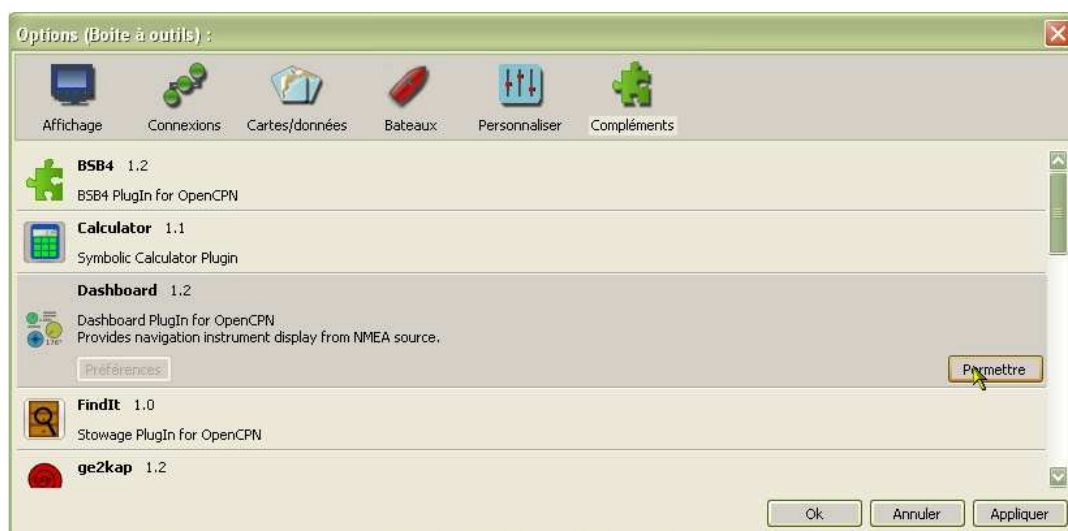 Options (Boite à outils) :
Affichage Connexions Cartes/données Bateaux Personnaliser Compléments
BSB4 1.2
BSB4 PlugIn for OpenCPN
Calculator 1.1
Symbolic Calculator Plugin
Dashboard 1.2
Dashboard PlugIn for OpenCPN
Provides navigation instrument display from NMEA source.
Préférences Permettre
FindIt 1.0
Stowage PlugIn for OpenCPN
ge2kap 1.2
Ok Annuler Appliquer